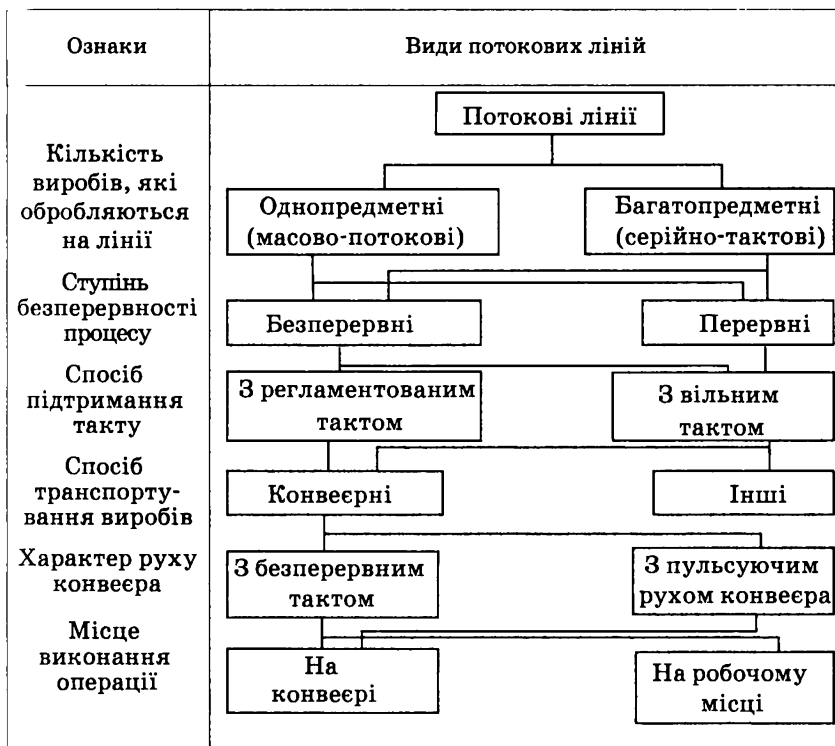 Ознаки
Види потокових ліній
Потокові лінії
Кількість
виробів, які
обробляються
на лінії
Однопредметні
(масово-потокові)
Багатопредметні
(серійно-тактові)
Ступінь
безперервності
процесу
Безперервні
Перервні
Спосіб
підтримання
такту
З регламентованим
тактом
З вільним
тактом
Спосіб
транспорту-
вання виробів
Конвеєрні
Інші
Характер руху
конвеєра
З безперервним
тактом
З пульсуючим
рухом конвеєра
Місце
виконання
операції
На
конвеєрі
На робочому
місці